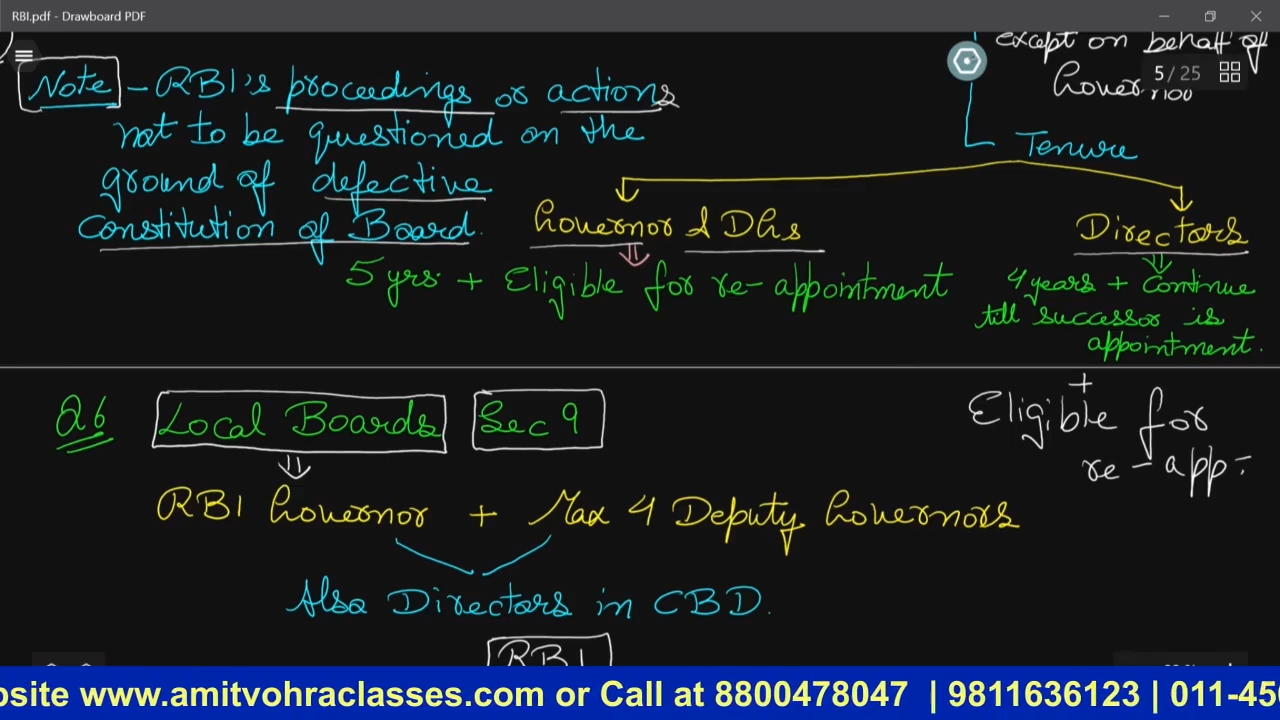 RBI.pdf - Drawboard PDF
except on behalf of
Governor
5 / 25
Note - RBI's proceedings or actions
not to be questioned on the
ground of defective
Constitution of Board.
Tenure
Governor & DGs
5 yrs + Eligible for re-appointment
Directors
4 years + Continue
till successor is
appointment.
+
Eligible for
re-app:
Q6 Local Boards Sec 9
RBI Governor + Max 4 Deputy Governors
Also Directors in CBD.
RBI
bsite www.amitvohraclasses.com or Call at 8800478047 | 9811636123 | 011-45